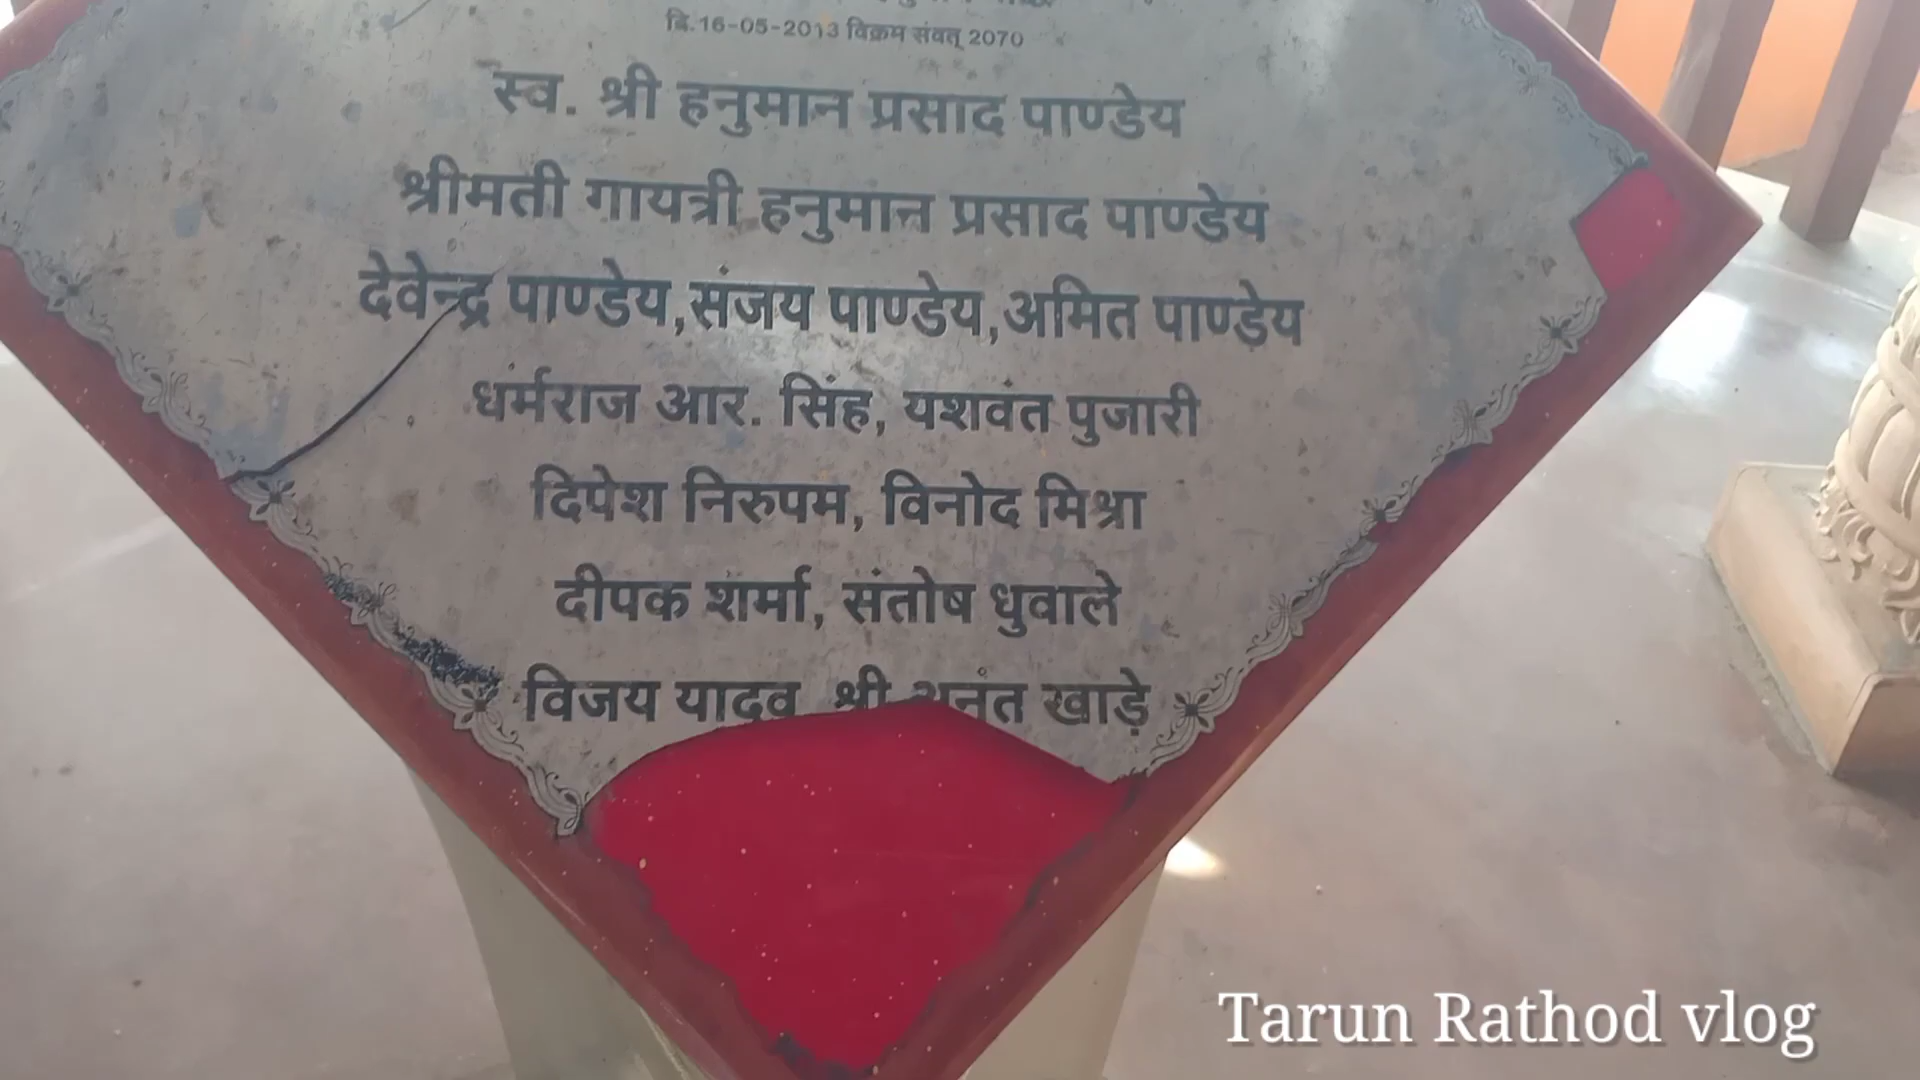 दि.16-05-2013 विक्रम संवत् 2070
स्व. श्री हनुमान प्रसाद पाण्डेय
श्रीमती गायत्री हनुमान प्रसाद पाण्डेय
देवेन्द्र पाण्डेय,संजय पाण्डेय,अमित पाण्डेय
धर्मराज आर. सिंह, यशवंत पुजारी
दिपेश निरुपम, विनोद मिश्रा
दीपक शर्मा, संतोष धुवाले
विजय यादव श्री अनंत खाड़े
Tarun Rathod vlog